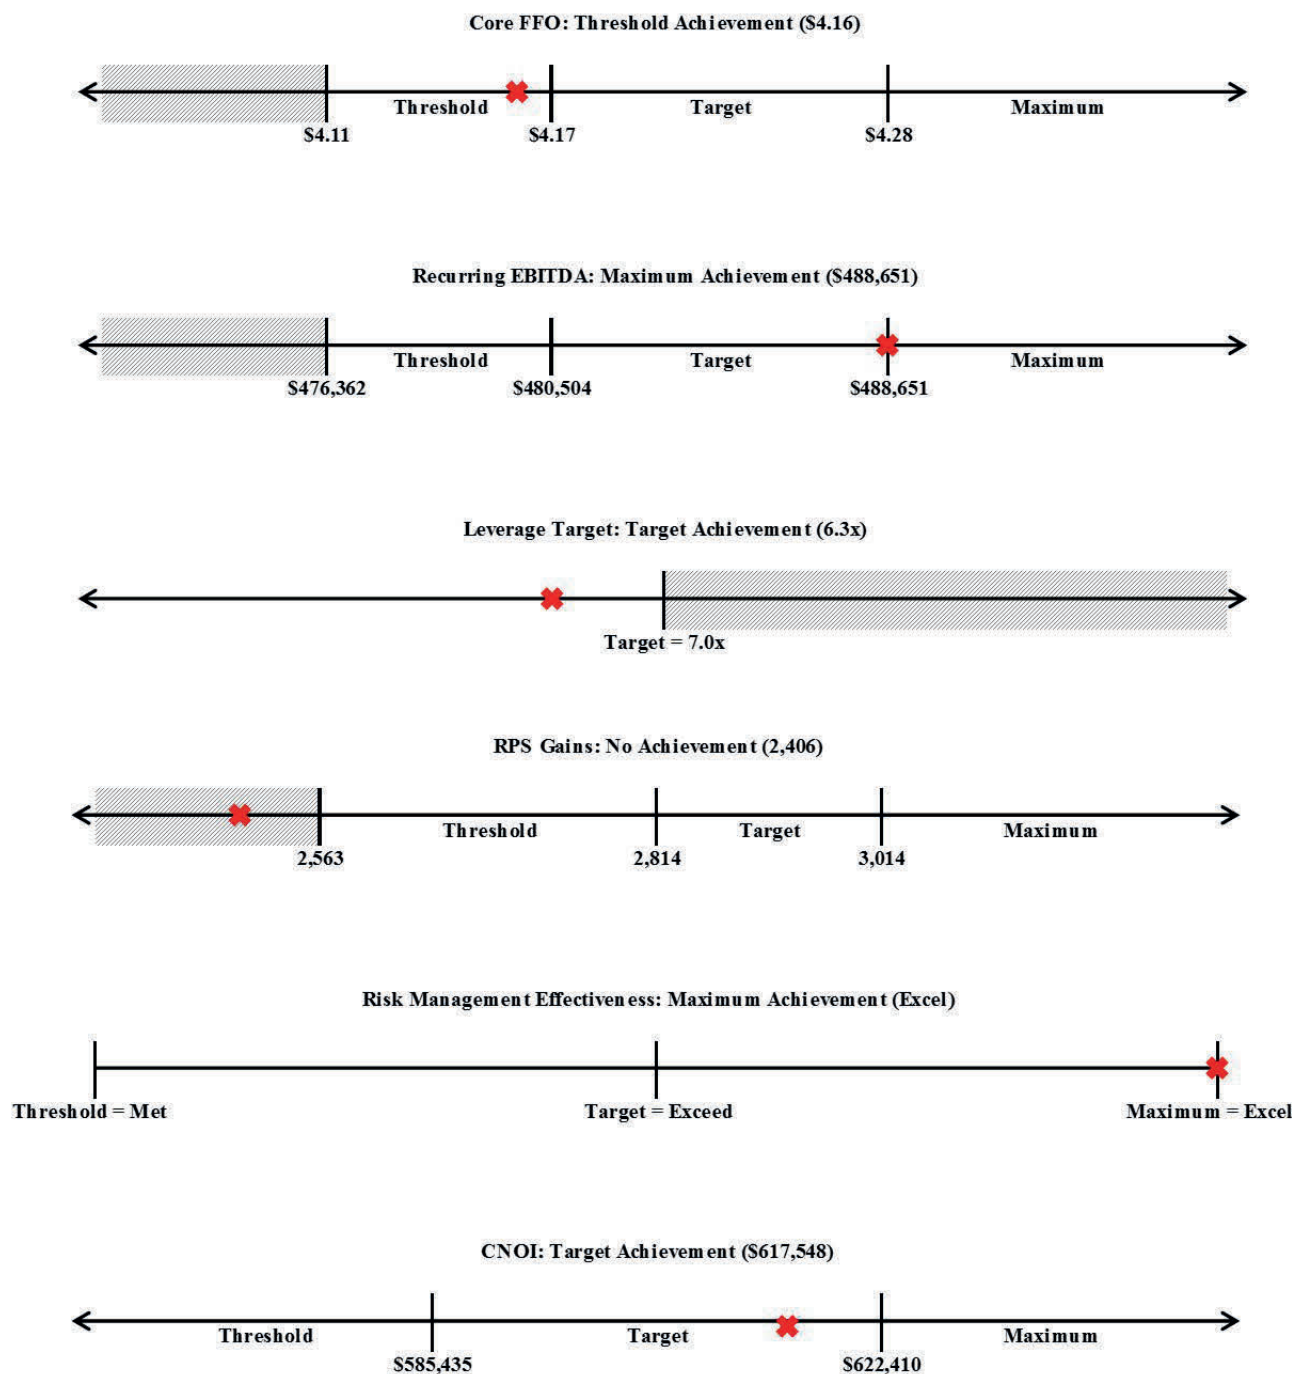 Core FFO: Threshold Achievement ($4.16)
Threshold Target Maximum
$4.11 $4.17 $4.28
Recurring EBITDA: Maximum Achievement ($488,651)
Threshold Target Maximum
$476,362 $480,504 $488,651
Leverage Target: Target Achievement (6.3x)
Target = 7.0x
RPS Gains: No Achievement (2,406)
Threshold Target Maximum
2,563 2,814 3,014
Risk Management Effectiveness: Maximum Achievement (Excel)
Threshold = Met Target = Exceed Maximum = Excel
CNOI: Target Achievement ($617,548)
Threshold Target Maximum
$585,435 $622,410